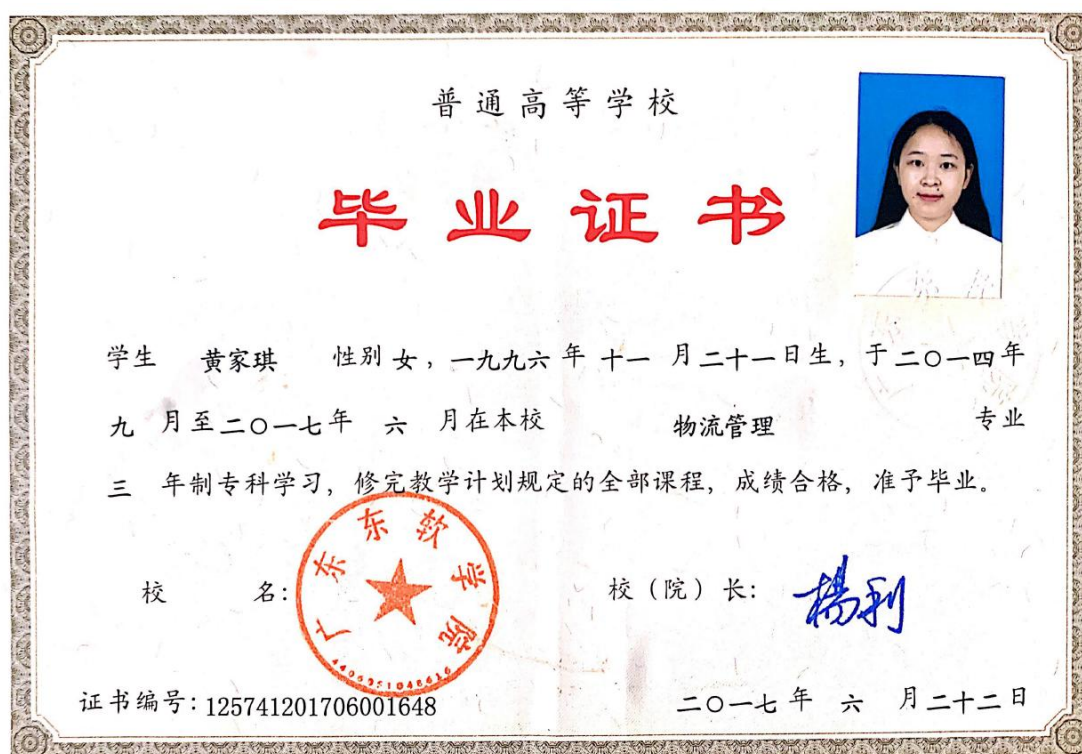 普通高等学校
毕业证书
学生 黄家琪 性别 女，一九九六 年 十一 月 二十一 日生，于 二〇一四 年
九 月至 二〇一七 年 六 月在本校 物流管理 专业
三 年制专科学习，修完教学计划规定的全部课程，成绩合格，准予毕业。
校 名：
广东东软学院
校（院）长：
楊利
证书编号：125741201706001648
二〇一七 年 六 月 二十二 日